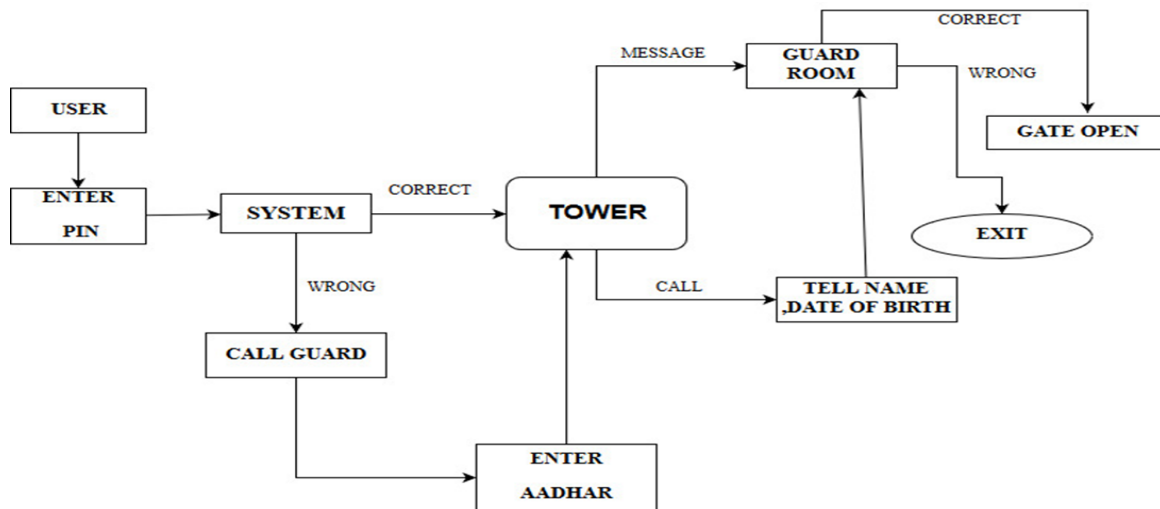 CORRECT
MESSAGE
GUARD
ROOM
WRONG
USER
GATE OPEN
ENTER
PIN
SYSTEM
CORRECT
TOWER
EXIT
WRONG
CALL
TELL NAME
,DATE OF BIRTH
CALL GUARD
ENTER
AADHAR